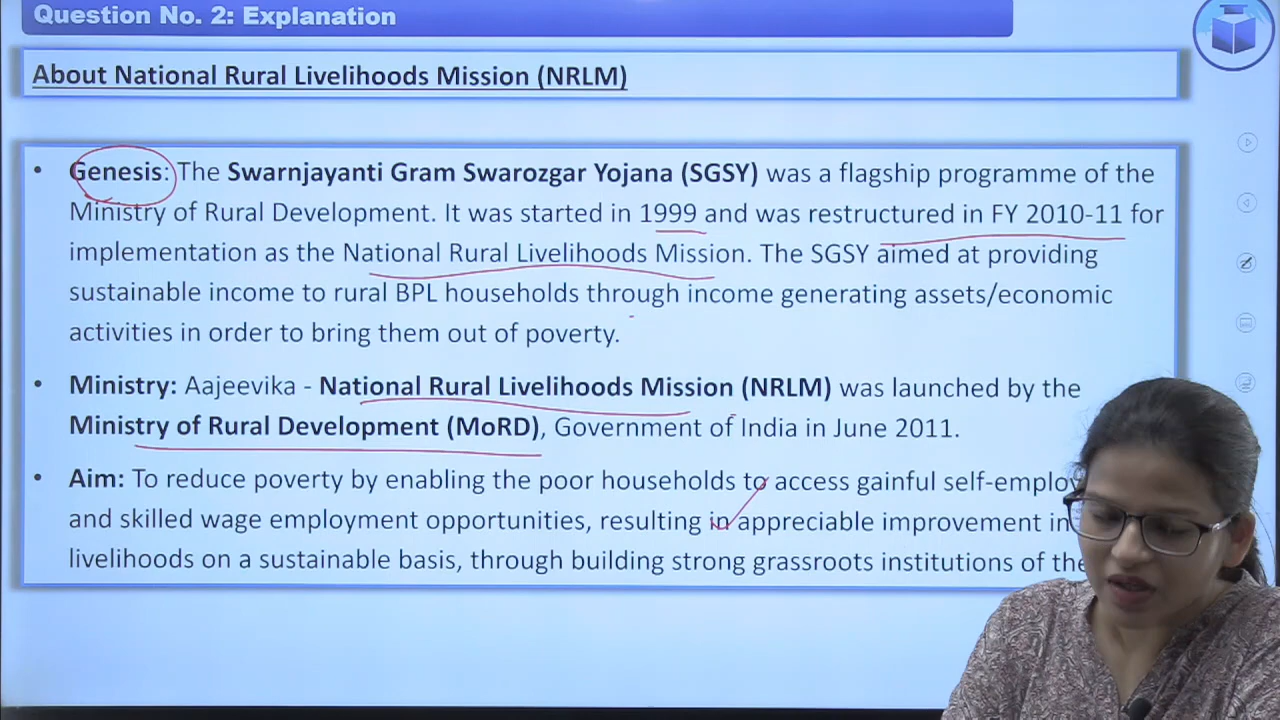 Question No. 2: Explanation
About National Rural Livelihoods Mission (NRLM)
• Genesis: The Swarnjayanti Gram Swarozgar Yojana (SGSY) was a flagship programme of the
Ministry of Rural Development. It was started in 1999 and was restructured in FY 2010-11 for
implementation as the National Rural Livelihoods Mission. The SGSY aimed at providing
sustainable income to rural BPL households through income generating assets/economic
activities in order to bring them out of poverty.
• Ministry: Aajeevika - National Rural Livelihoods Mission (NRLM) was launched by the
Ministry of Rural Development (MoRD), Government of India in June 2011.
• Aim: To reduce poverty by enabling the poor households to access gainful
and skilled wage employment opportunities, resulting in appreciable improvement in
livelihoods on a sustainable basis, through building strong grassroots institutions of